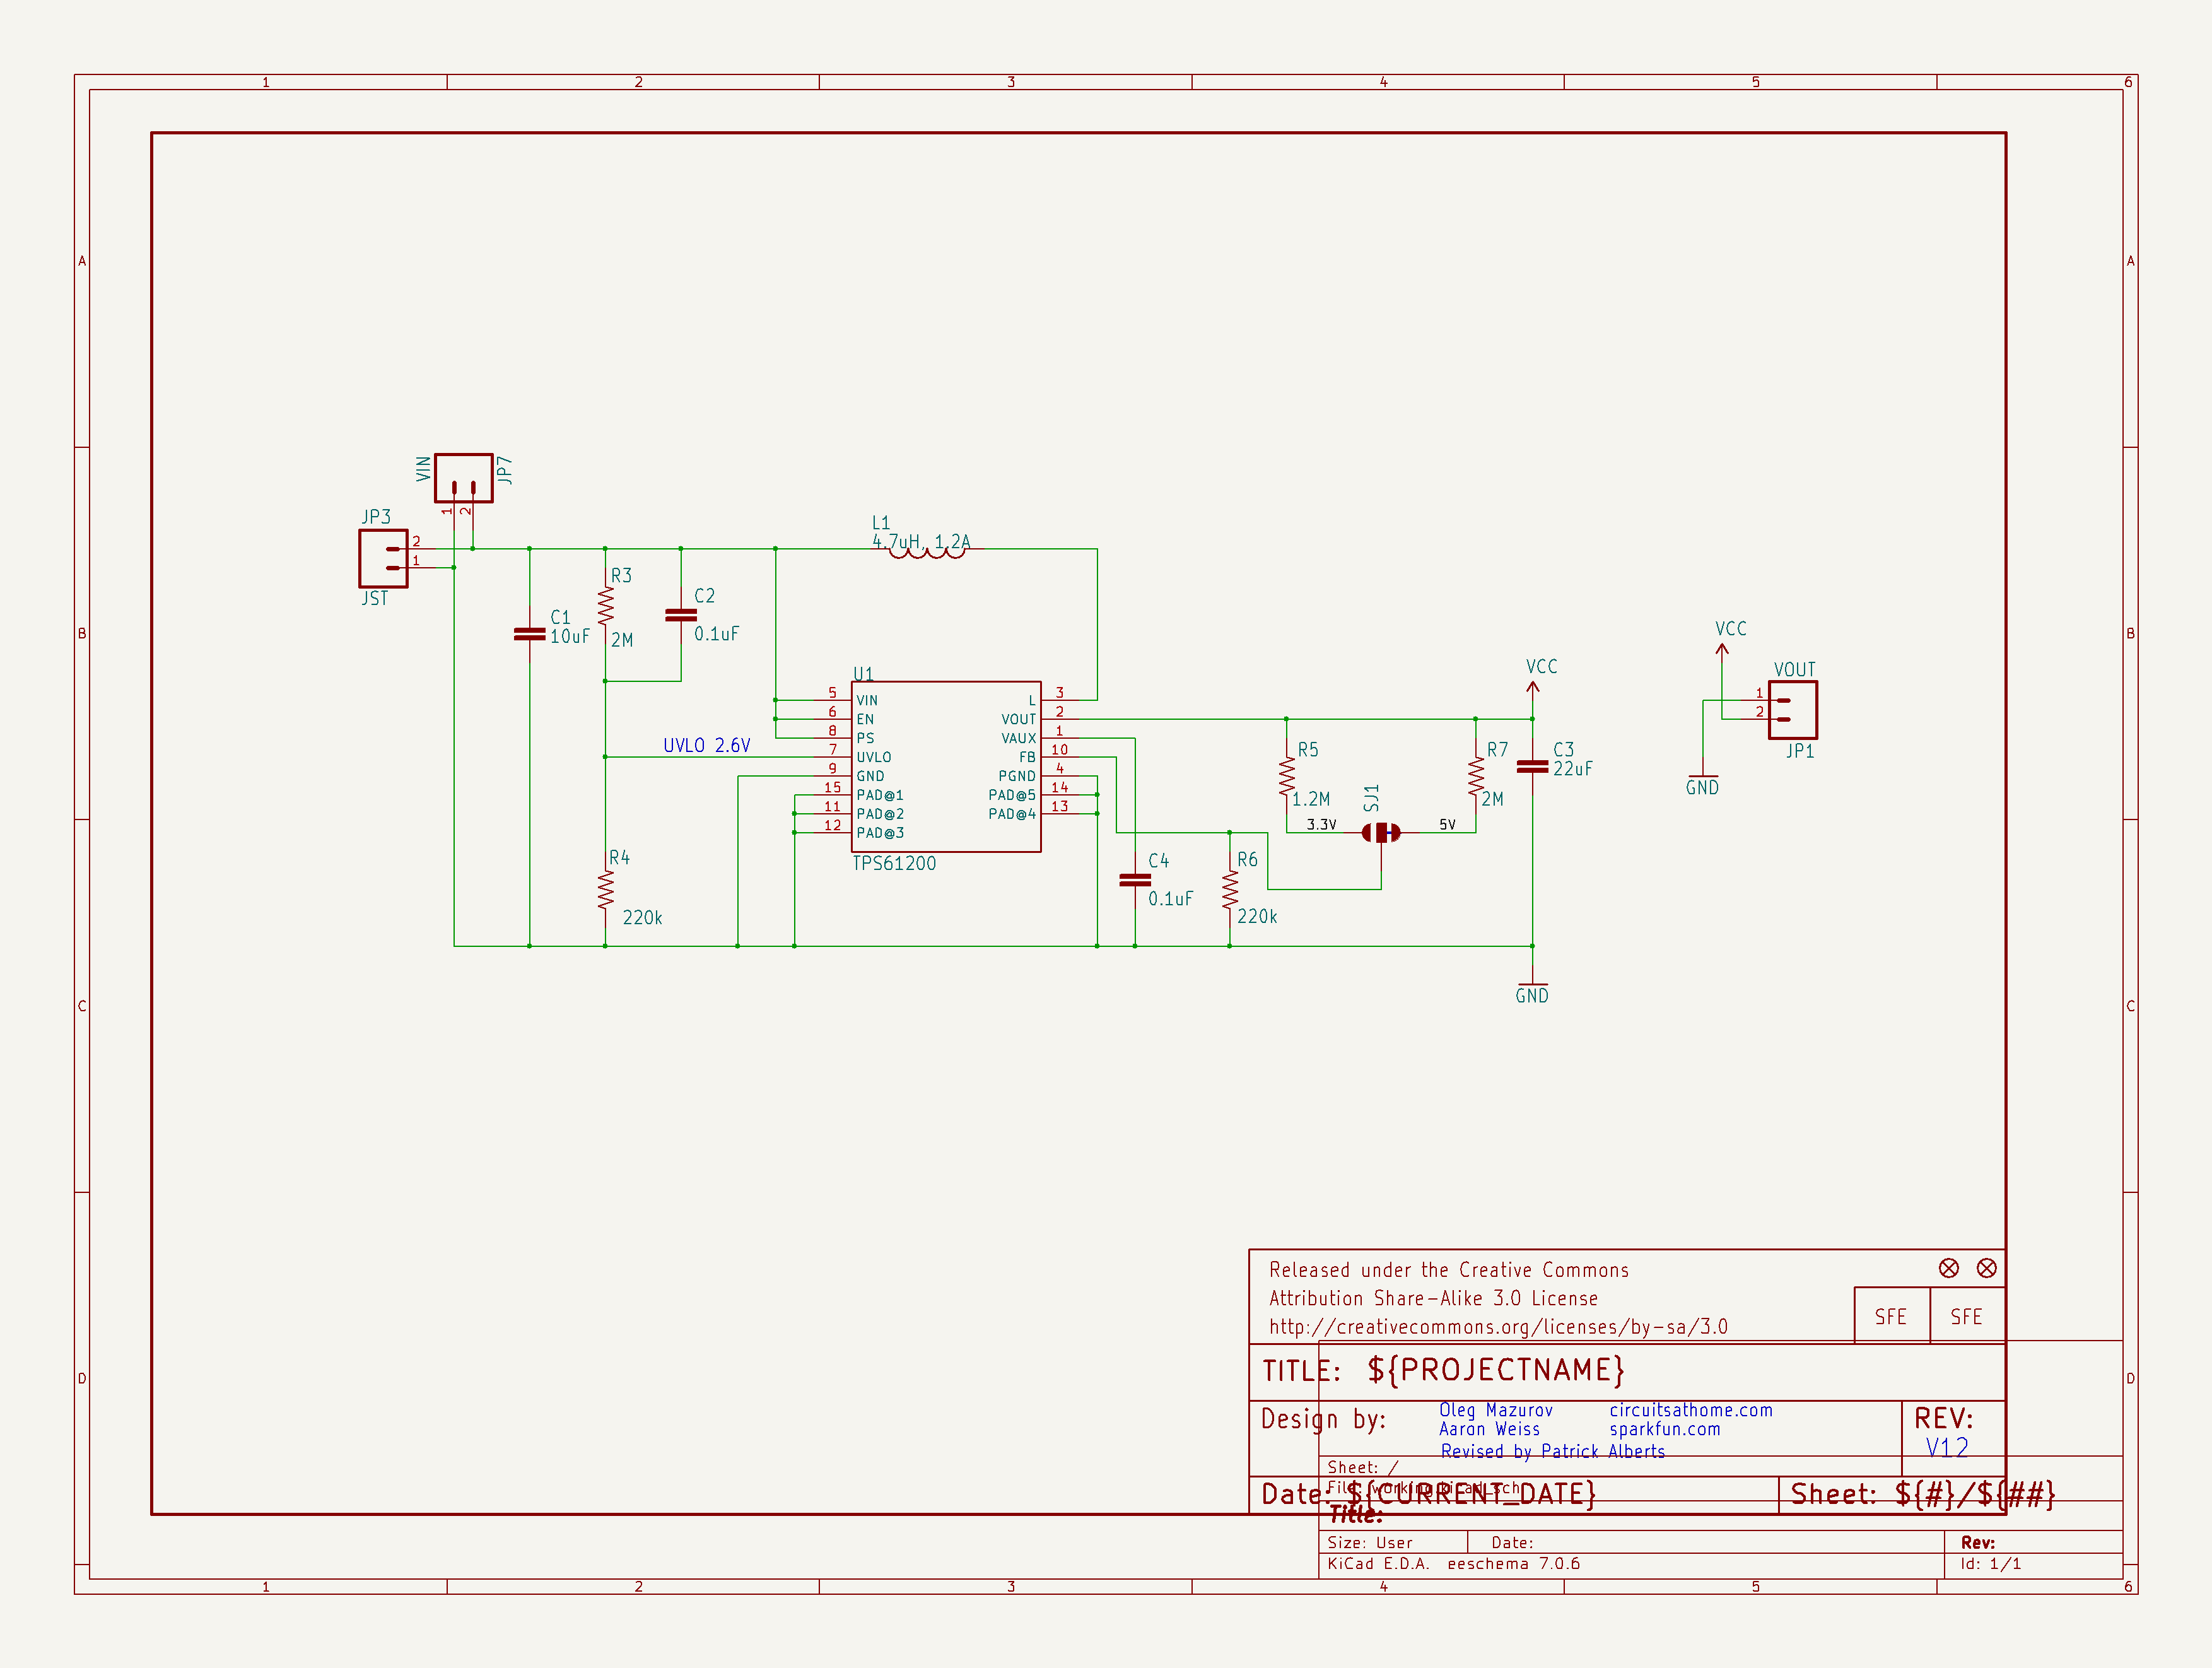 1 2 3 4 5 6
A A
VIN JP7
JP3
1 2
2
1
JST
L1
4.7uH, 1.2A
R3
2M
C2
0.1uF
C1
10uF
B B
U1
5 VIN L 3
6 EN VOUT 2
8 PS VAUX 1
7 UVLO FB 10
9 GND PGND 4
15 PAD@1 PAD@5 14
11 PAD@2 PAD@4 13
12 PAD@3
TPS61200
UVLO 2.6V
R4
220k
VCC
R5
1.2M
R7
2M
C3
22uF
SJ1
3.3V 5V
C4
0.1uF
R6
220k
GND
VCC
VOUT
1
2
JP1
GND
C C
Released under the Creative Commons
Attribution Share-Alike 3.0 License
http://creativecommons.org/licenses/by-sa/3.0
SFE SFE
TITLE: ${PROJECTNAME}
D D
Design by:
Oleg Mazurov circuitsathome.com
Aaron Weiss sparkfun.com
Revised by Patrick Alberts
REV:
V12
Sheet: /
File: working.kicad_sch
Date: ${CURRENT_DATE} Sheet: ${#}/${##}
Title:
Size: User Date: Rev:
KiCad E.D.A. eeschema 7.0.6 Id: 1/1
1 2 3 4 5 6